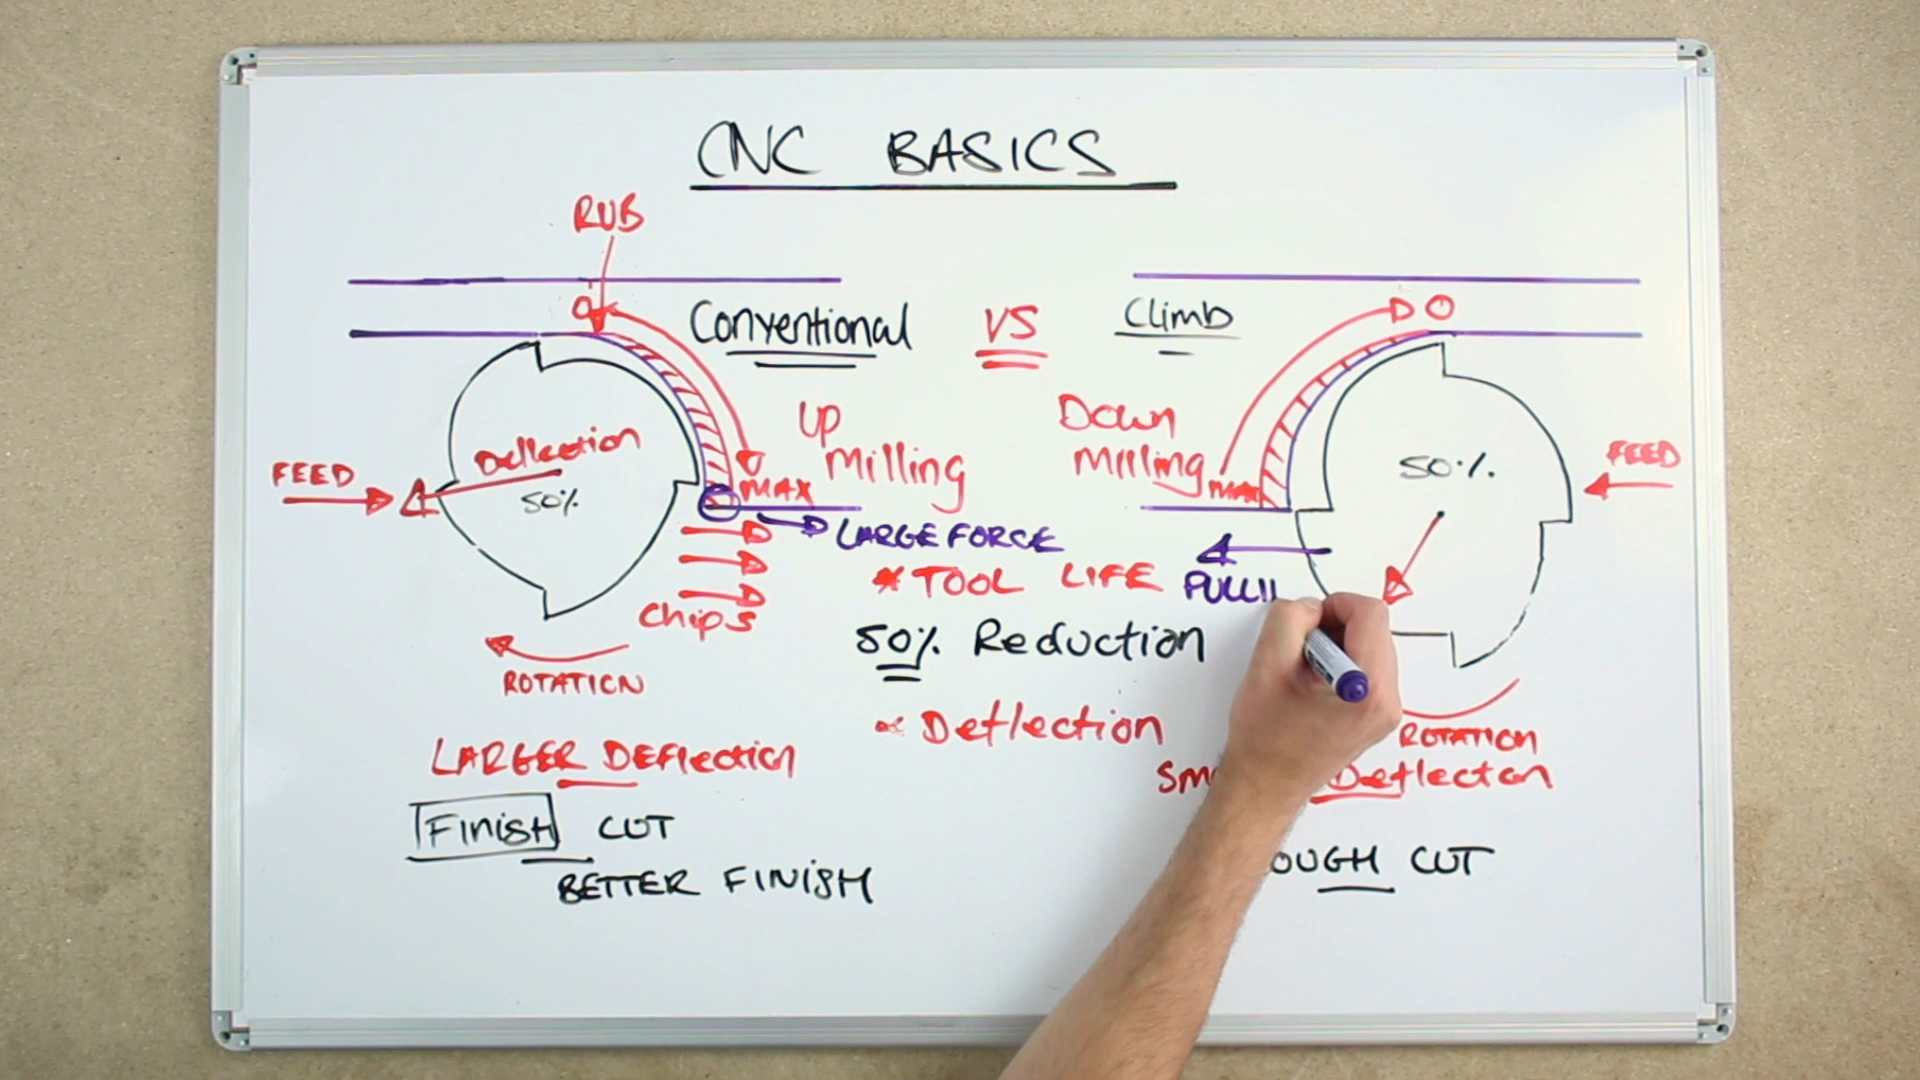 CNC BASICS
RUB
O
O
Conventional VS Climb
UP
Milling
Down
Milling
Deflection
50%
FEED
MAX
MAX
50%
FEED
LARGE FORCE
* TOOL LIFE
Chips
50% Reduction
ROTATION
Deflection
LARGER DEFlection
ROTATION
Deflecton
Finish CUT
BETTER FINiSH
CUT